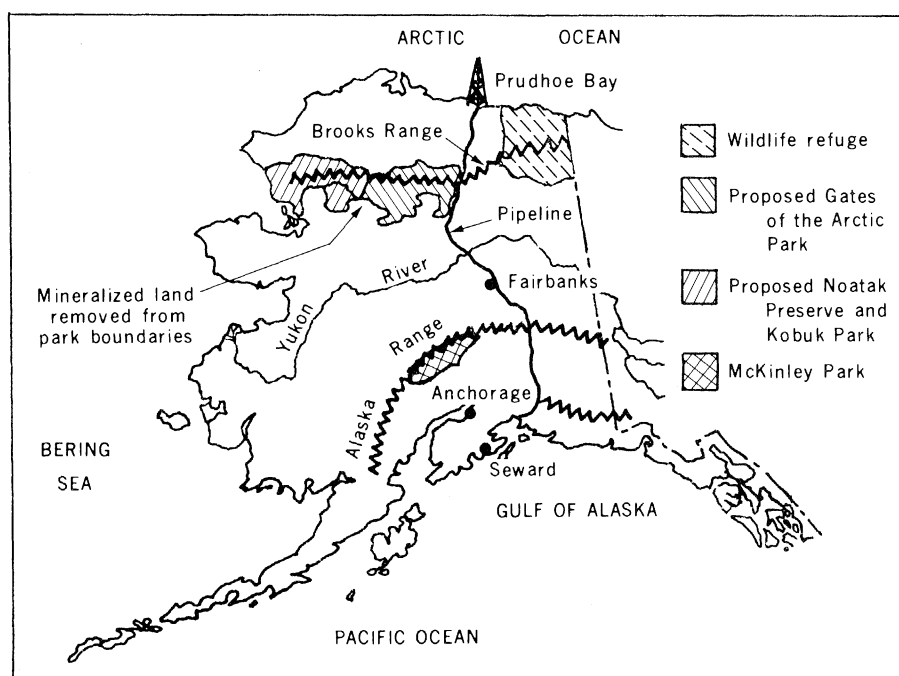 ARCTIC OCEAN
Prudhoe Bay
Brooks Range
Wildlife refuge
Proposed Gates
of the Arctic
Park
Pipeline
Mineralized land
removed from
park boundaries
Yukon River
Fairbanks
Proposed Noatak
Preserve and
Kobuk Park
Alaska Range
McKinley Park
Anchorage
BERING
SEA
Seward
GULF OF ALASKA
PACIFIC OCEAN